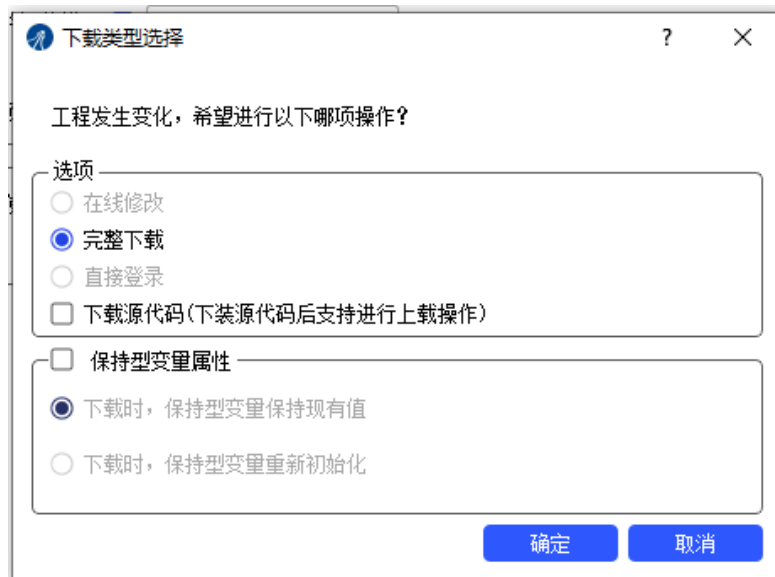 下载类型选择
?
工程发生变化，希望进行以下哪项操作?
选项
在线修改
完整下载
直接登录
下载源代码(下装源代码后支持进行上载操作)
保持型变量属性
下载时，保持型变量保持现有值
下载时，保持型变量重新初始化
确定
取消